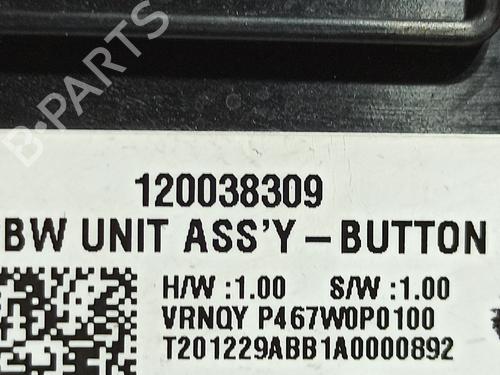 B-PARTS
120038309
BW UNIT ASS'Y - BUTTON
H/W :1.00 S/W :1.00
VRNQY P467W0P0100
T201229ABB1A0000892